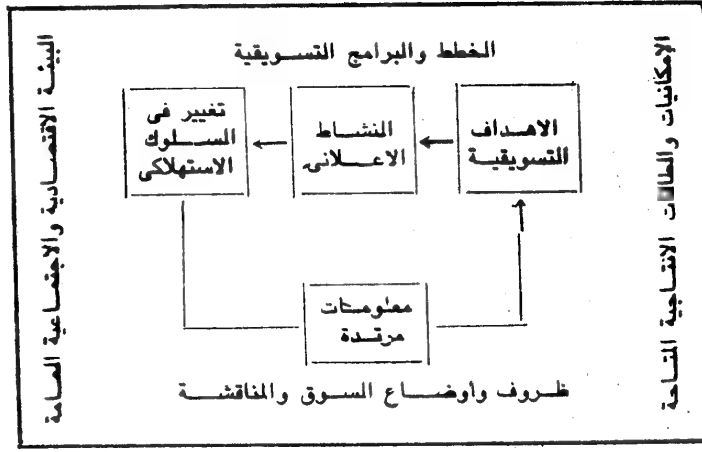 الخطط والبرامج التسويقية
الإمكانيات والطاقات الانتاجية المتاحة
الاهداف
التسويقية
النشاط
الاعلانى
تغيير فى
السلوك
الاستهلاكى
البيئة الاقتصادية والاجتماعية العامة
معلومات
مرتدة
ظروف وأوضاع السوق والمناقشة